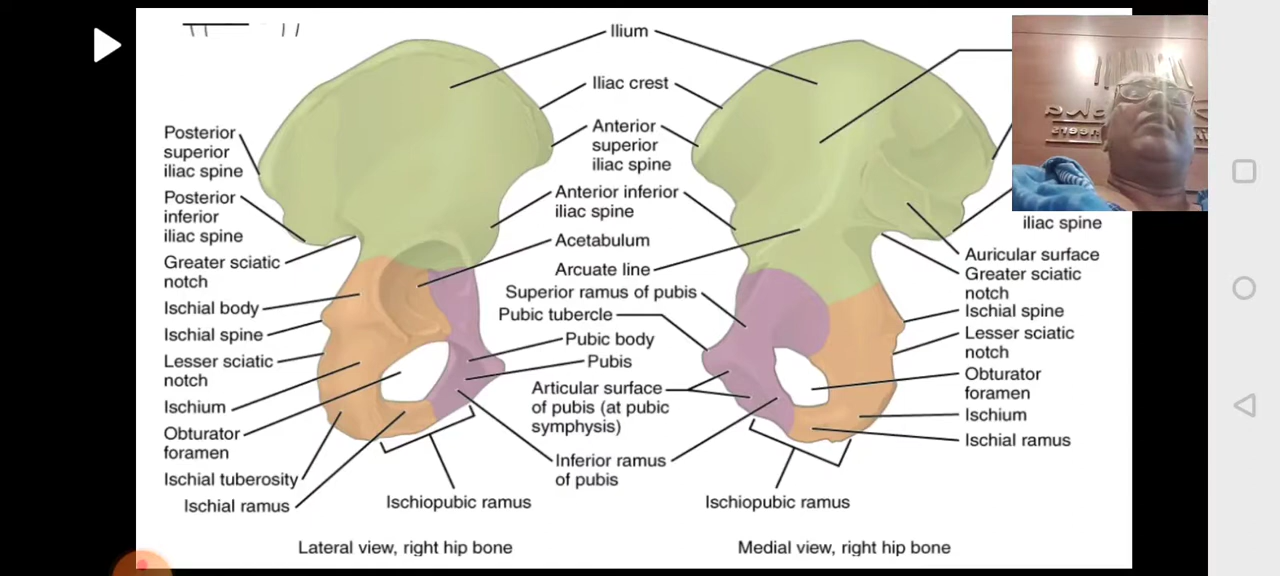 Ilium
Iliac crest
Anterior
superior
iliac spine
Posterior
superior
iliac spine
Posterior
inferior
iliac spine
Anterior inferior
iliac spine
iliac spine
Acetabulum
Greater sciatic
notch
Arcuate line
Auricular surface
Greater sciatic
notch
Superior ramus of pubis
Ischial body
Pubic tubercle
Ischial spine
Ischial spine
Pubic body
Lesser sciatic
notch
Lesser sciatic
notch
Pubis
Obturator
foramen
Articular surface
of pubis (at pubic
symphysis)
Ischium
Ischium
Obturator
foramen
Ischial ramus
Inferior ramus
of pubis
Ischial tuberosity
Ischial ramus
Ischiopubic ramus
Ischiopubic ramus
Lateral view, right hip bone
Medial view, right hip bone